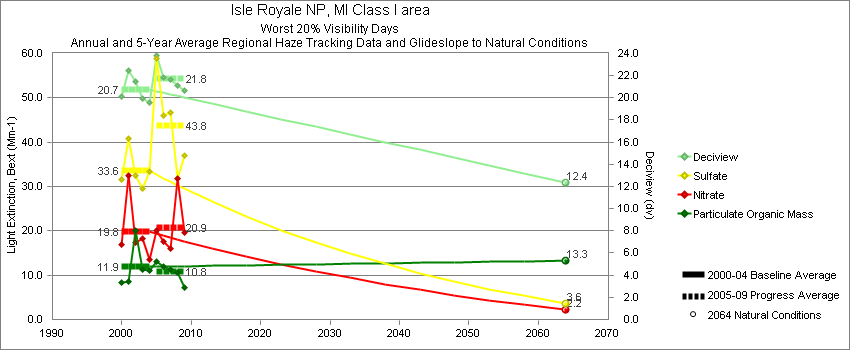 Isle Royale NP, MI Class I area
Worst 20% Visibility Days
Annual and 5-Year Average Regional Haze Tracking Data and Glideslope to Natural Conditions
Light Extinction, Bext (Mm-1)
60.0
50.0
40.0
30.0
20.0
10.0
0.0
20.7
33.6
19.8
11.9
21.8
43.8
20.9
10.8
12.4
13.3
3.6
2.2
24.0
22.0
20.0
18.0
16.0
14.0
12.0
10.0
8.0
6.0
4.0
2.0
0.0
Deciview (dv)
1990 2000 2010 2020 2030 2040 2050 2060 2070
Deciview
Sulfate
Nitrate
Particulate Organic Mass
2000-04 Baseline Average
2005-09 Progress Average
2064 Natural Conditions